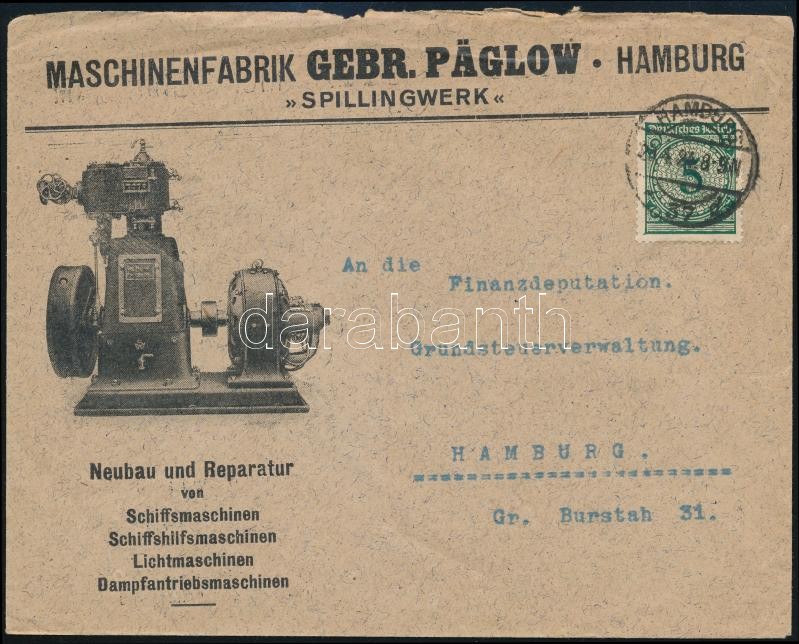 MASCHINENFABRIK GEBR. PÄGLOW • HAMBURG
»SPILLINGWERK«
HAMBURG
Deutsches Reich
5
An die
Finanzdeputation.
Grundsteuerverwaltung.
HAMBURG.
Gr. Burstah 31.
darabanth
Neubau und Reparatur
von
Schiffsmaschinen
Schiffshilfsmaschinen
Lichtmaschinen
Dampfantriebsmaschinen